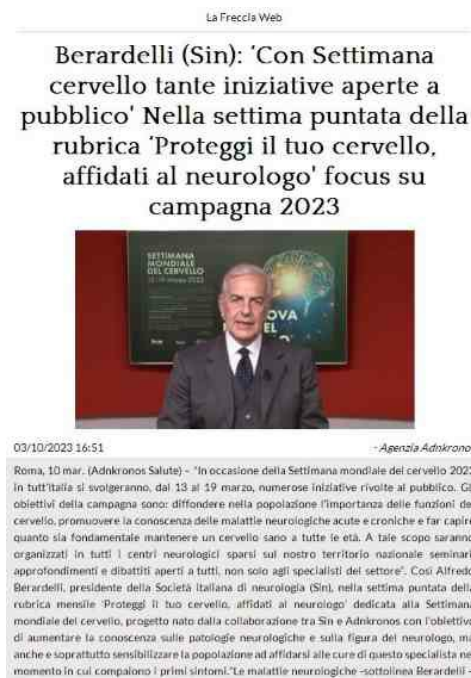 La Freccia Web
Berardelli (Sin): 'Con Settimana
cervello tante iniziative aperte a
pubblico' Nella settima puntata della
rubrica 'Proteggi il tuo cervello,
affidati al neurologo' focus su
campagna 2023
SETTIMANA
MONDIALE
DEL CERVELLO
OVA
EL
03/10/2023 16:51
- Agenzia Adnkrono
Roma, 10 mar. (Adnkronos Salute) – "In occasione della Settimana mondiale del cervello 202
in tutt'Italia si svolgeranno, dal 13 al 19 marzo, numerose iniziative rivolte al pubblico. Gl
obiettivi della campagna sono: diffondere nella popolazione l'importanza delle funzioni de
cervello, promuovere la conoscenza delle malattie neurologiche acute e croniche e far capire
quanto sia fondamentale mantenere un cervello sano a tutte le età. A tale scopo saranno
organizzati in tutti i centri neurologici sparsi sul nostro territorio nazionale seminari
approfondimenti e dibattiti aperti a tutti, non solo agli specialisti del settore". Così Alfredo
Berardelli, presidente della Società italiana di neurologia (Sin), nella settima puntata della
rubrica mensile 'Proteggi il tuo cervello, affidati al neurologo' dedicata alla Settimana
mondiale del cervello, progetto nato dalla collaborazione tra Sin e Adnkronos con l'obiettivo
di aumentare la conoscenza sulle patologie neurologiche e sulla figura del neurologo, ma
anche e soprattutto sensibilizzare la popolazione ad affidarsi alle cure di questo specialista nel
momento in cui compaiono i primi sintomi."Le malattie neurologiche -sottolinea Berardelli -